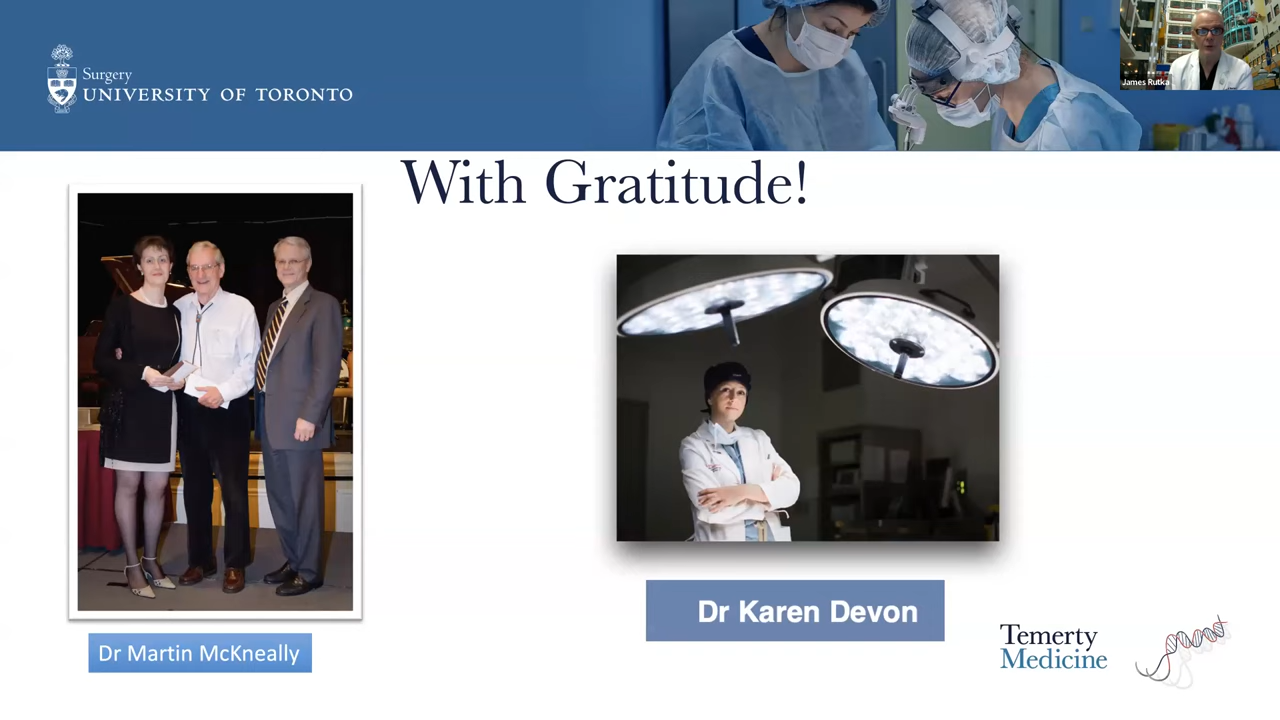 Surgery
UNIVERSITY OF TORONTO
James Rutka
With Gratitude!
Dr Martin McKneally
Dr Karen Devon
Temerty
Medicine